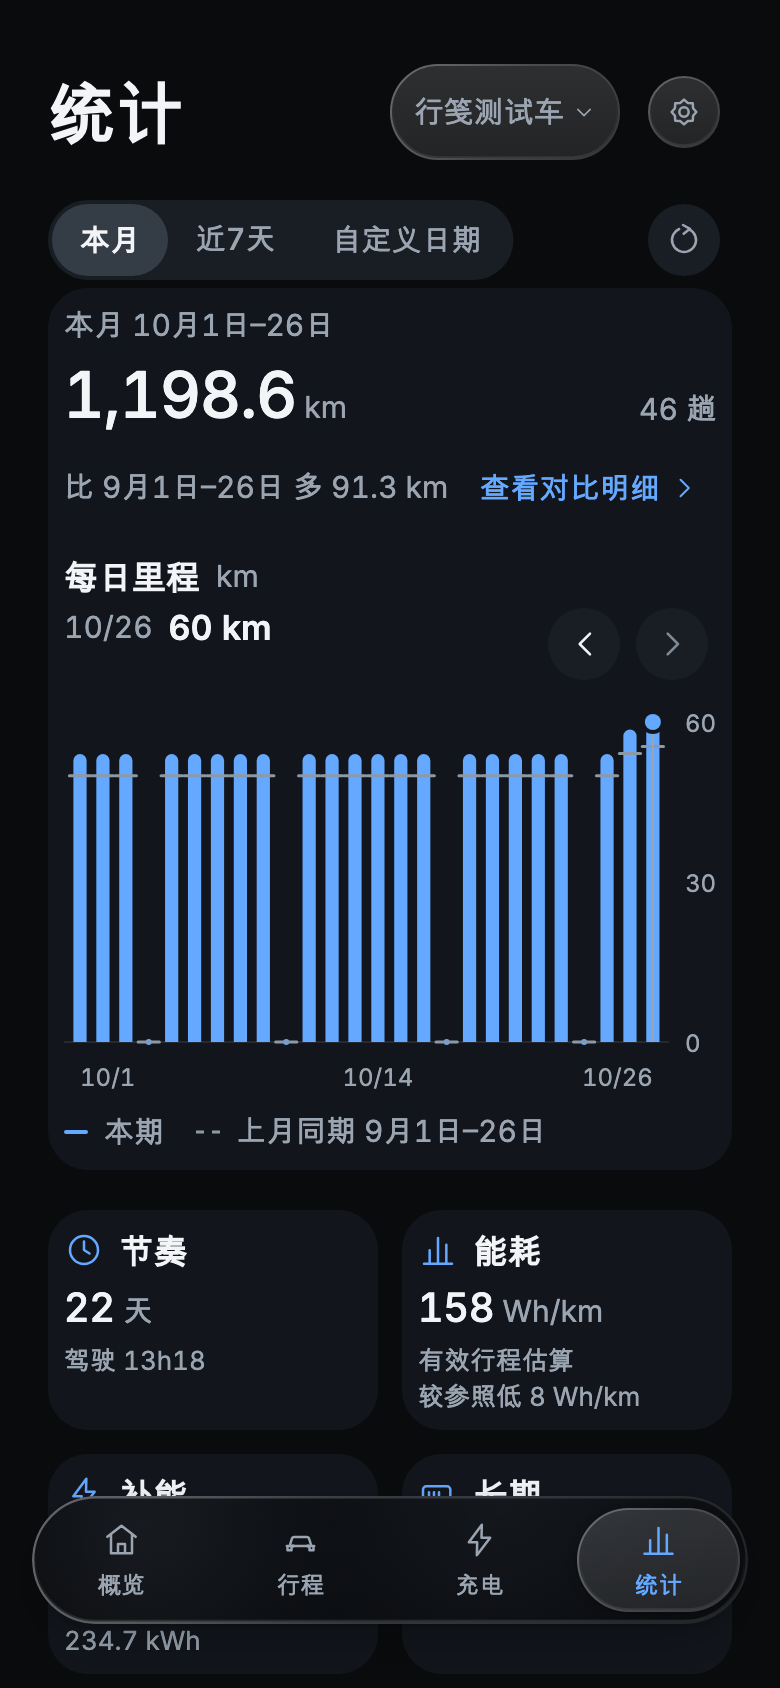 统计
行笺测试车
本月 近7天 自定义日期
本月 10月1日–26日
1,198.6 km
46 趟
比 9月1日–26日 多 91.3 km 查看对比明细
每日里程 km
10/26 60 km
60
30
0
10/1 10/14 10/26
本期 -- 上月同期 9月1日–26日
节奏
22 天
驾驶 13h18
能耗
158 Wh/km
有效行程估算
较参照低 8 Wh/km
补能
长期
234.7 kWh
概览 行程 充电 统计